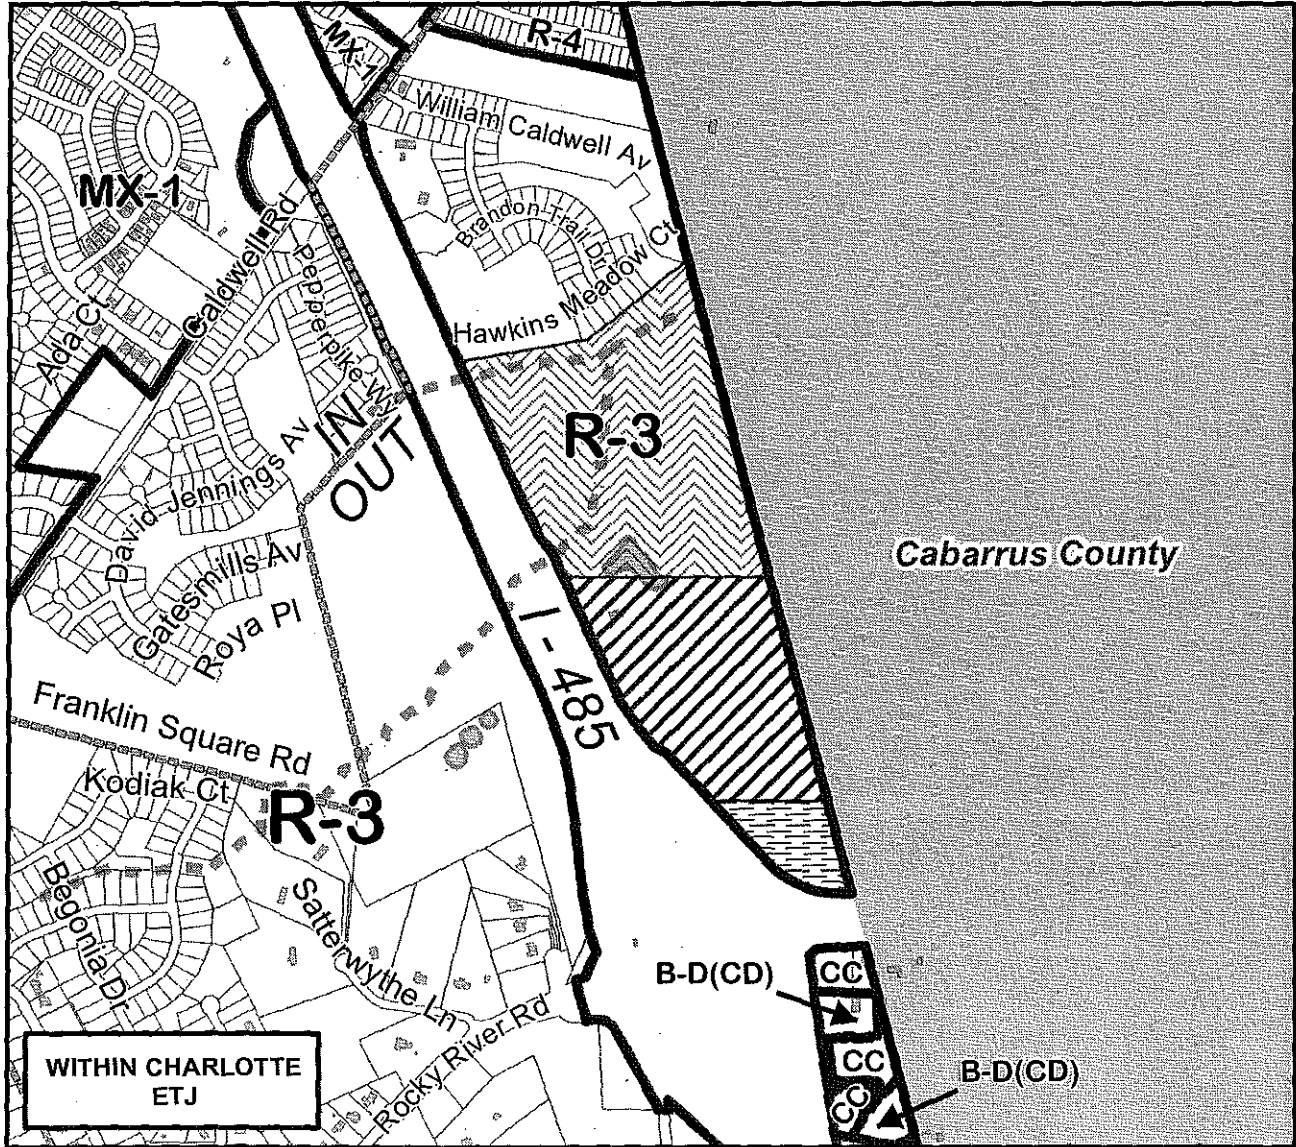 R-4
MX-1
William Caldwell Av
MX-1
Brandon Trail Dr
Caldwell Rd
Pepperpike Wy
Hawkins Meadow Ct
Ada Ct
IN
OUT
R-3
David Jennings Av
Gatesmills Av
Roya Pl
Cabarrus County
I - 485
Franklin Square Rd
Kodiak Ct
R-3
Begonia Dr
Satterwythe Ln
Rocky River Rd
B-D(CD)
CC
CC
B-D(CD)
CC
WITHIN CHARLOTTE
ETJ